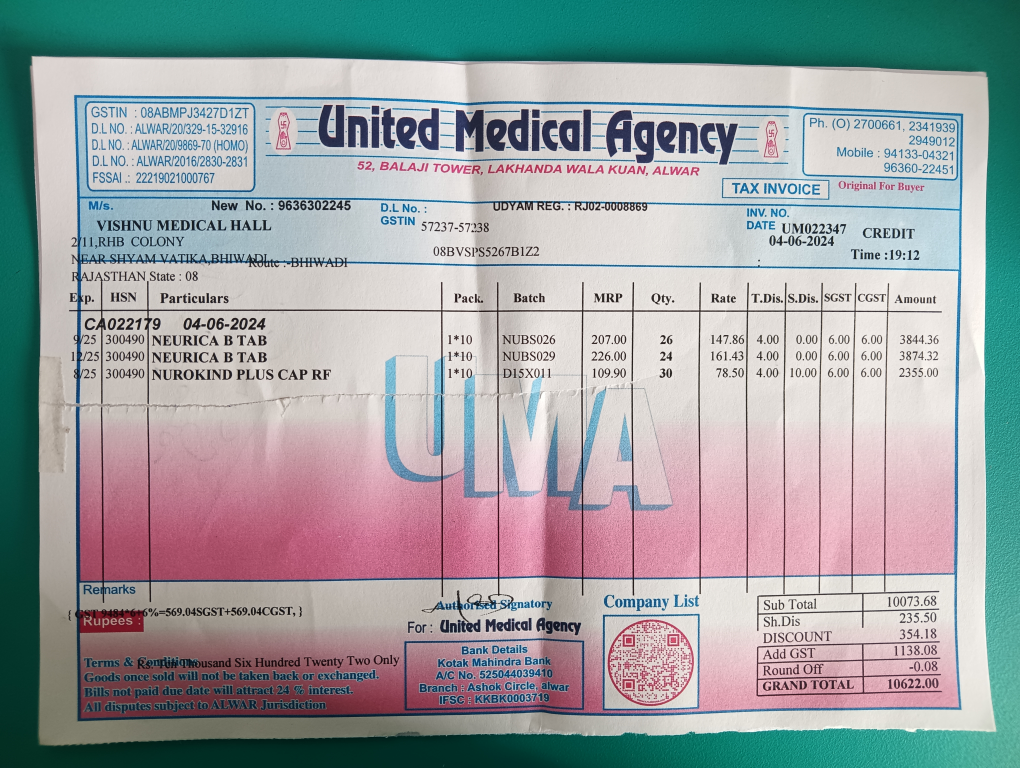 GSTIN : 08ABMPJ3427D1ZT
D.L NO. : ALWAR/20/329-15-32916
D.L NO. : ALWAR/20/9869-70 (HOMO)
D.L NO. : ALWAR/2016/2830-2831
FSSAI .: 22219021000767
United Medical Agency
52, BALAJI TOWER, LAKHANDA WALA KUAN, ALWAR
Ph. (O) 2700661, 2341939
2949012
Mobile : 94133-04321
96360-22451
TAX INVOICE Original For Buyer
M/s. New No. : 9636302245
VISHNU MEDICAL HALL
2/11,RHB COLONY
NEAR SHYAM VATIKA,BHIWADI Route :-BHIWADI
RAJASTHAN State : 08
D.L No. : UDYAM REG. : RJ02-0008869
GSTIN 57237-57238
08BVSPS5267B1Z2
INV. NO.
DATE UM022347 CREDIT
04-06-2024
: Time :19:12
Exp. HSN Particulars Pack. Batch MRP Qty. Rate T.Dis. S.Dis. SGST CGST Amount
CA022179 04-06-2024
9/25 300490 NEURICA B TAB 1*10 NUBS026 207.00 26 147.86 4.00 0.00 6.00 6.00 3844.36
12/25 300490 NEURICA B TAB 1*10 NUBS029 226.00 24 161.43 4.00 0.00 6.00 6.00 3874.32
8/25 300490 NUROKIND PLUS CAP RF 1*10 D15X011 109.90 30 78.50 4.00 10.00 6.00 6.00 2355.00
UMA
Remarks
{ GST 9484*6+6%=569.04SGST+569.04CGST, }
Rupees :
Rs. Ten Thousand Six Hundred Twenty Two Only
Terms & Conditions
Goods once sold will not be taken back or exchanged.
Bills not paid due date will attract 24 % interest.
All disputes subject to ALWAR Jurisdiction
Authorised Signatory
For : United Medical Agency
Bank Details
Kotak Mahindra Bank
A/C No. 525044039410
Branch : Ashok Circle, alwar
IFSC : KKBK0003719
Company List
Sub Total 10073.68
Sh.Dis 235.50
DISCOUNT 354.18
Add GST 1138.08
Round Off -0.08
GRAND TOTAL 10622.00